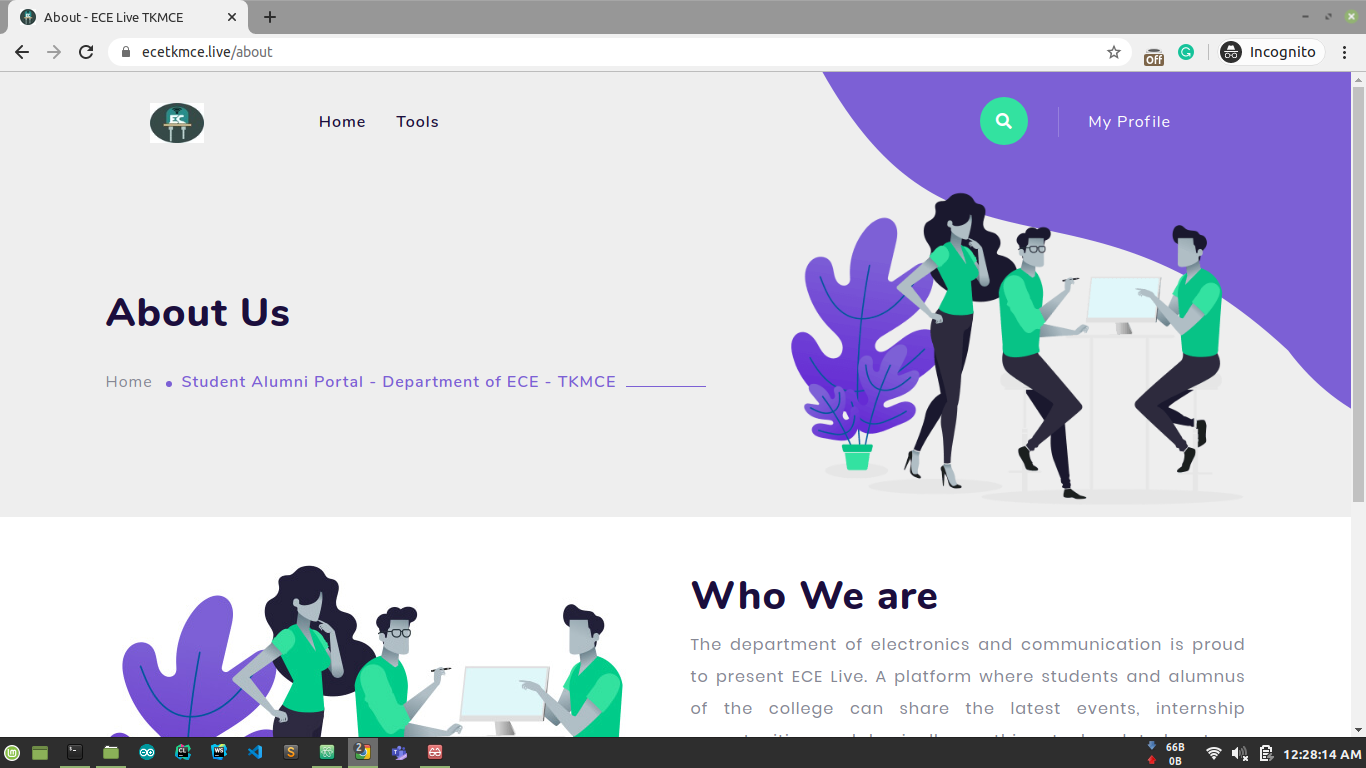 About - ECE Live TKMCE
ecetkmce.live/about
Off
Incognito
EC
Home Tools
My Profile
About Us
Home Student Alumni Portal - Department of ECE - TKMCE
Who We are
The department of electronics and communication is proud
to present ECE Live. A platform where students and alumnus
of the college can share the latest events, internship
2
66B
0B
12:28:14 AM